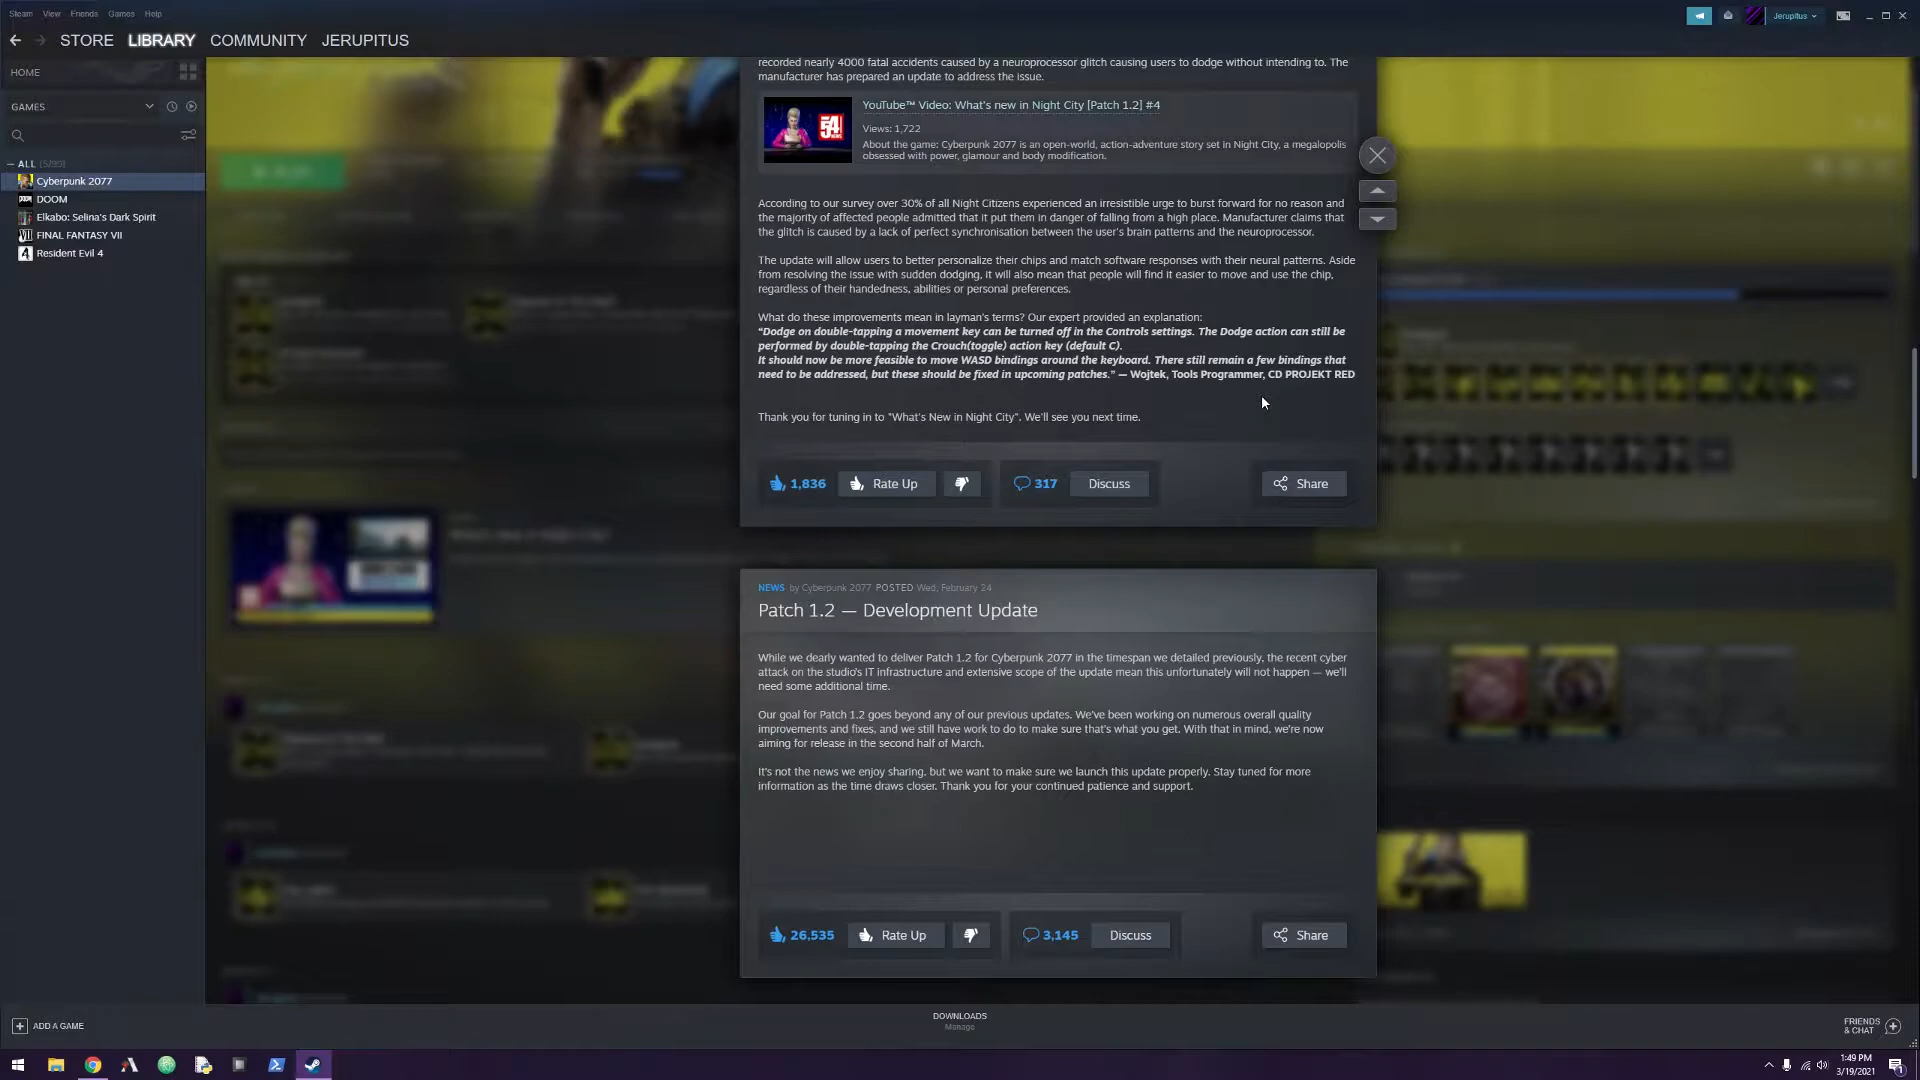 Steam View Friends Games Help
Jerupitus
STORE LIBRARY COMMUNITY JERUPITUS
HOME
GAMES
ALL (5/99)
Cyberpunk 2077
DOOM
Elkabo: Selina's Dark Spirit
FINAL FANTASY VII
Resident Evil 4
recorded nearly 4000 fatal accidents caused by a neuroprocessor glitch causing users to dodge without intending to. The
manufacturer has prepared an update to address the issue.
54
YouTube™ Video: What's new in Night City [Patch 1.2] #4
Views: 1,722
About the game: Cyberpunk 2077 is an open-world, action-adventure story set in Night City, a megalopolis
obsessed with power, glamour and body modification.
According to our survey over 30% of all Night Citizens experienced an irresistible urge to burst forward for no reason and
the majority of affected people admitted that it put them in danger of falling from a high place. Manufacturer claims that
the glitch is caused by a lack of perfect synchronisation between the user's brain patterns and the neuroprocessor.
The update will allow users to better personalize their chips and match software responses with their neural patterns. Aside
from resolving the issue with sudden dodging, it will also mean that people will find it easier to move and use the chip,
regardless of their handedness, abilities or personal preferences.
What do these improvements mean in layman's terms? Our expert provided an explanation:
"Dodge on double-tapping a movement key can be turned off in the Controls settings. The Dodge action can still be
performed by double-tapping the Crouch(toggle) action key (default C).
It should now be more feasible to move WASD bindings around the keyboard. There still remain a few bindings that
need to be addressed, but these should be fixed in upcoming patches." — Wojtek, Tools Programmer, CD PROJEKT RED
Thank you for tuning in to "What's New in Night City". We'll see you next time.
1,836 Rate Up 317 Discuss Share
NEWS by Cyberpunk 2077 POSTED Wed, February 24
Patch 1.2 — Development Update
While we dearly wanted to deliver Patch 1.2 for Cyberpunk 2077 in the timespan we detailed previously, the recent cyber
attack on the studio's IT infrastructure and extensive scope of the update mean this unfortunately will not happen — we'll
need some additional time.
Our goal for Patch 1.2 goes beyond any of our previous updates. We've been working on numerous overall quality
improvements and fixes, and we still have work to do to make sure that's what you get. With that in mind, we're now
aiming for release in the second half of March.
It's not the news we enjoy sharing, but we want to make sure we launch this update properly. Stay tuned for more
information as the time draws closer. Thank you for your continued patience and support.
26,535 Rate Up 3,145 Discuss Share
ADD A GAME
DOWNLOADS
Manage
FRIENDS
& CHAT
1:49 PM
3/19/2021